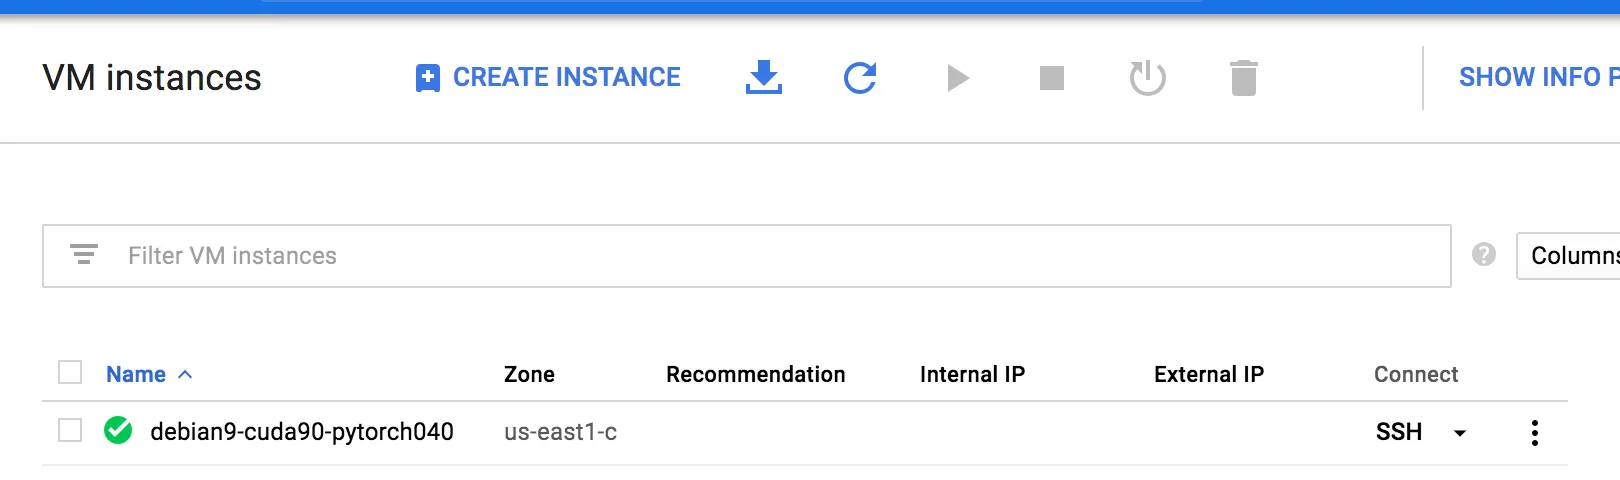 VM instances CREATE INSTANCE SHOW INFO P
Filter VM instances ? Columns
Name Zone Recommendation Internal IP External IP Connect
debian9-cuda90-pytorch040 us-east1-c SSH